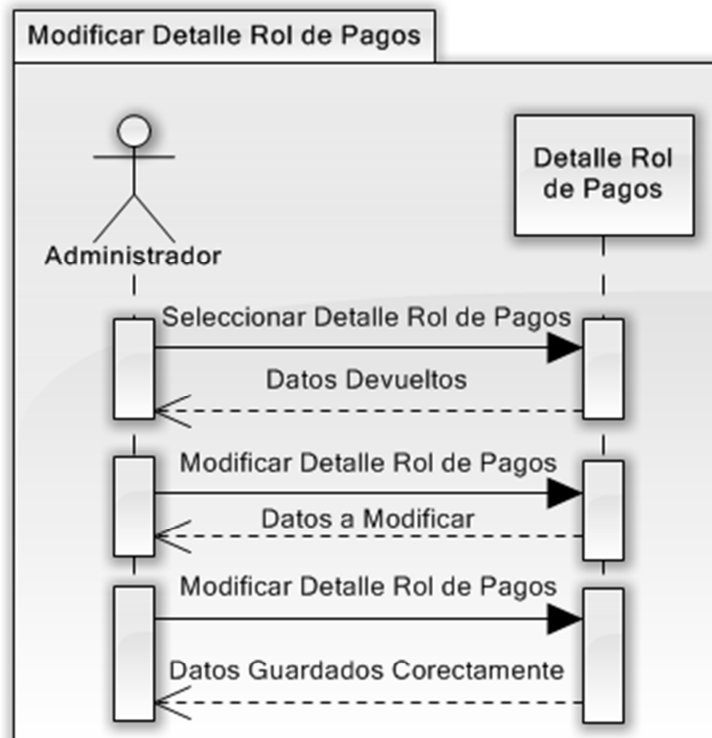 Modificar Detalle Rol de Pagos
Detalle Rol
de Pagos
Administrador
Seleccionar Detalle Rol de Pagos
Datos Devueltos
Modificar Detalle Rol de Pagos
Datos a Modificar
Modificar Detalle Rol de Pagos
Datos Guardados Corectamente